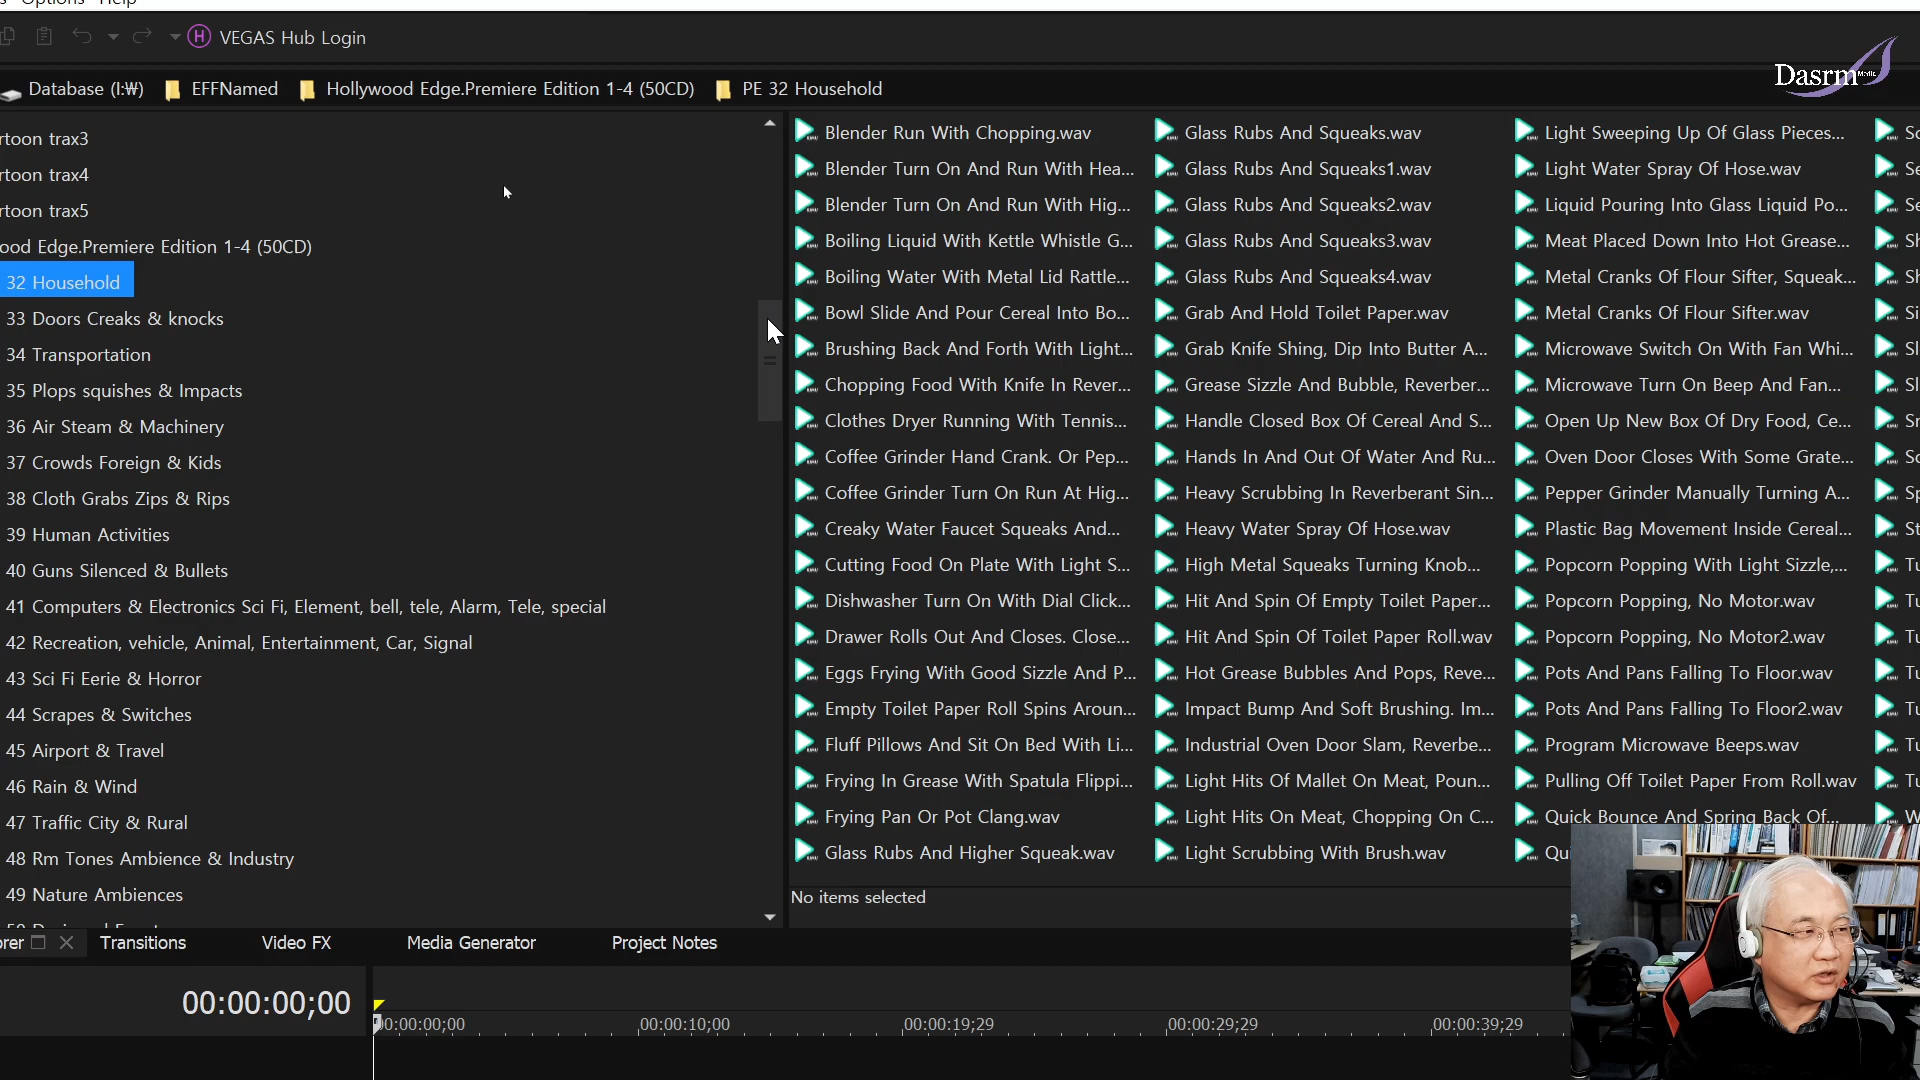 Options Help
VEGAS Hub Login
Database (I:₩) EFFNamed Hollywood Edge.Premiere Edition 1-4 (50CD) PE 32 Household
Dasrm Media
rtoon trax3
rtoon trax4
rtoon trax5
ood Edge.Premiere Edition 1-4 (50CD)
32 Household
33 Doors Creaks & knocks
34 Transportation
35 Plops squishes & Impacts
36 Air Steam & Machinery
37 Crowds Foreign & Kids
38 Cloth Grabs Zips & Rips
39 Human Activities
40 Guns Silenced & Bullets
41 Computers & Electronics Sci Fi, Element, bell, tele, Alarm, Tele, special
42 Recreation, vehicle, Animal, Entertainment, Car, Signal
43 Sci Fi Eerie & Horror
44 Scrapes & Switches
45 Airport & Travel
46 Rain & Wind
47 Traffic City & Rural
48 Rm Tones Ambience & Industry
49 Nature Ambiences
Blender Run With Chopping.wav
Blender Turn On And Run With Hea...
Blender Turn On And Run With Hig...
Boiling Liquid With Kettle Whistle G...
Boiling Water With Metal Lid Rattle...
Bowl Slide And Pour Cereal Into Bo...
Brushing Back And Forth With Light...
Chopping Food With Knife In Rever...
Clothes Dryer Running With Tennis...
Coffee Grinder Hand Crank. Or Pep...
Coffee Grinder Turn On Run At Hig...
Creaky Water Faucet Squeaks And...
Cutting Food On Plate With Light S...
Dishwasher Turn On With Dial Click...
Drawer Rolls Out And Closes. Close...
Eggs Frying With Good Sizzle And P...
Empty Toilet Paper Roll Spins Aroun...
Fluff Pillows And Sit On Bed With Li...
Frying In Grease With Spatula Flippi...
Frying Pan Or Pot Clang.wav
Glass Rubs And Higher Squeak.wav
Glass Rubs And Squeaks.wav
Glass Rubs And Squeaks1.wav
Glass Rubs And Squeaks2.wav
Glass Rubs And Squeaks3.wav
Glass Rubs And Squeaks4.wav
Grab And Hold Toilet Paper.wav
Grab Knife Shing, Dip Into Butter A...
Grease Sizzle And Bubble, Reverber...
Handle Closed Box Of Cereal And S...
Hands In And Out Of Water And Ru...
Heavy Scrubbing In Reverberant Sin...
Heavy Water Spray Of Hose.wav
High Metal Squeaks Turning Knob...
Hit And Spin Of Empty Toilet Paper...
Hit And Spin Of Toilet Paper Roll.wav
Hot Grease Bubbles And Pops, Reve...
Impact Bump And Soft Brushing. Im...
Industrial Oven Door Slam, Reverbe...
Light Hits Of Mallet On Meat, Poun...
Light Hits On Meat, Chopping On C...
Light Scrubbing With Brush.wav
Light Sweeping Up Of Glass Pieces...
Light Water Spray Of Hose.wav
Liquid Pouring Into Glass Liquid Po...
Meat Placed Down Into Hot Grease...
Metal Cranks Of Flour Sifter, Squeak...
Metal Cranks Of Flour Sifter.wav
Microwave Switch On With Fan Whi...
Microwave Turn On Beep And Fan...
Open Up New Box Of Dry Food, Ce...
Oven Door Closes With Some Grate...
Pepper Grinder Manually Turning A...
Plastic Bag Movement Inside Cereal...
Popcorn Popping With Light Sizzle,...
Popcorn Popping, No Motor.wav
Popcorn Popping, No Motor2.wav
Pots And Pans Falling To Floor.wav
Pots And Pans Falling To Floor2.wav
Program Microwave Beeps.wav
Pulling Off Toilet Paper From Roll.wav
Quick Bounce And Spring Back Of...
No items selected
orer Transitions Video FX Media Generator Project Notes
00:00:00;00
00:00:00;00 00:00:10;00 00:00:19;29 00:00:29;29 00:00:39;29